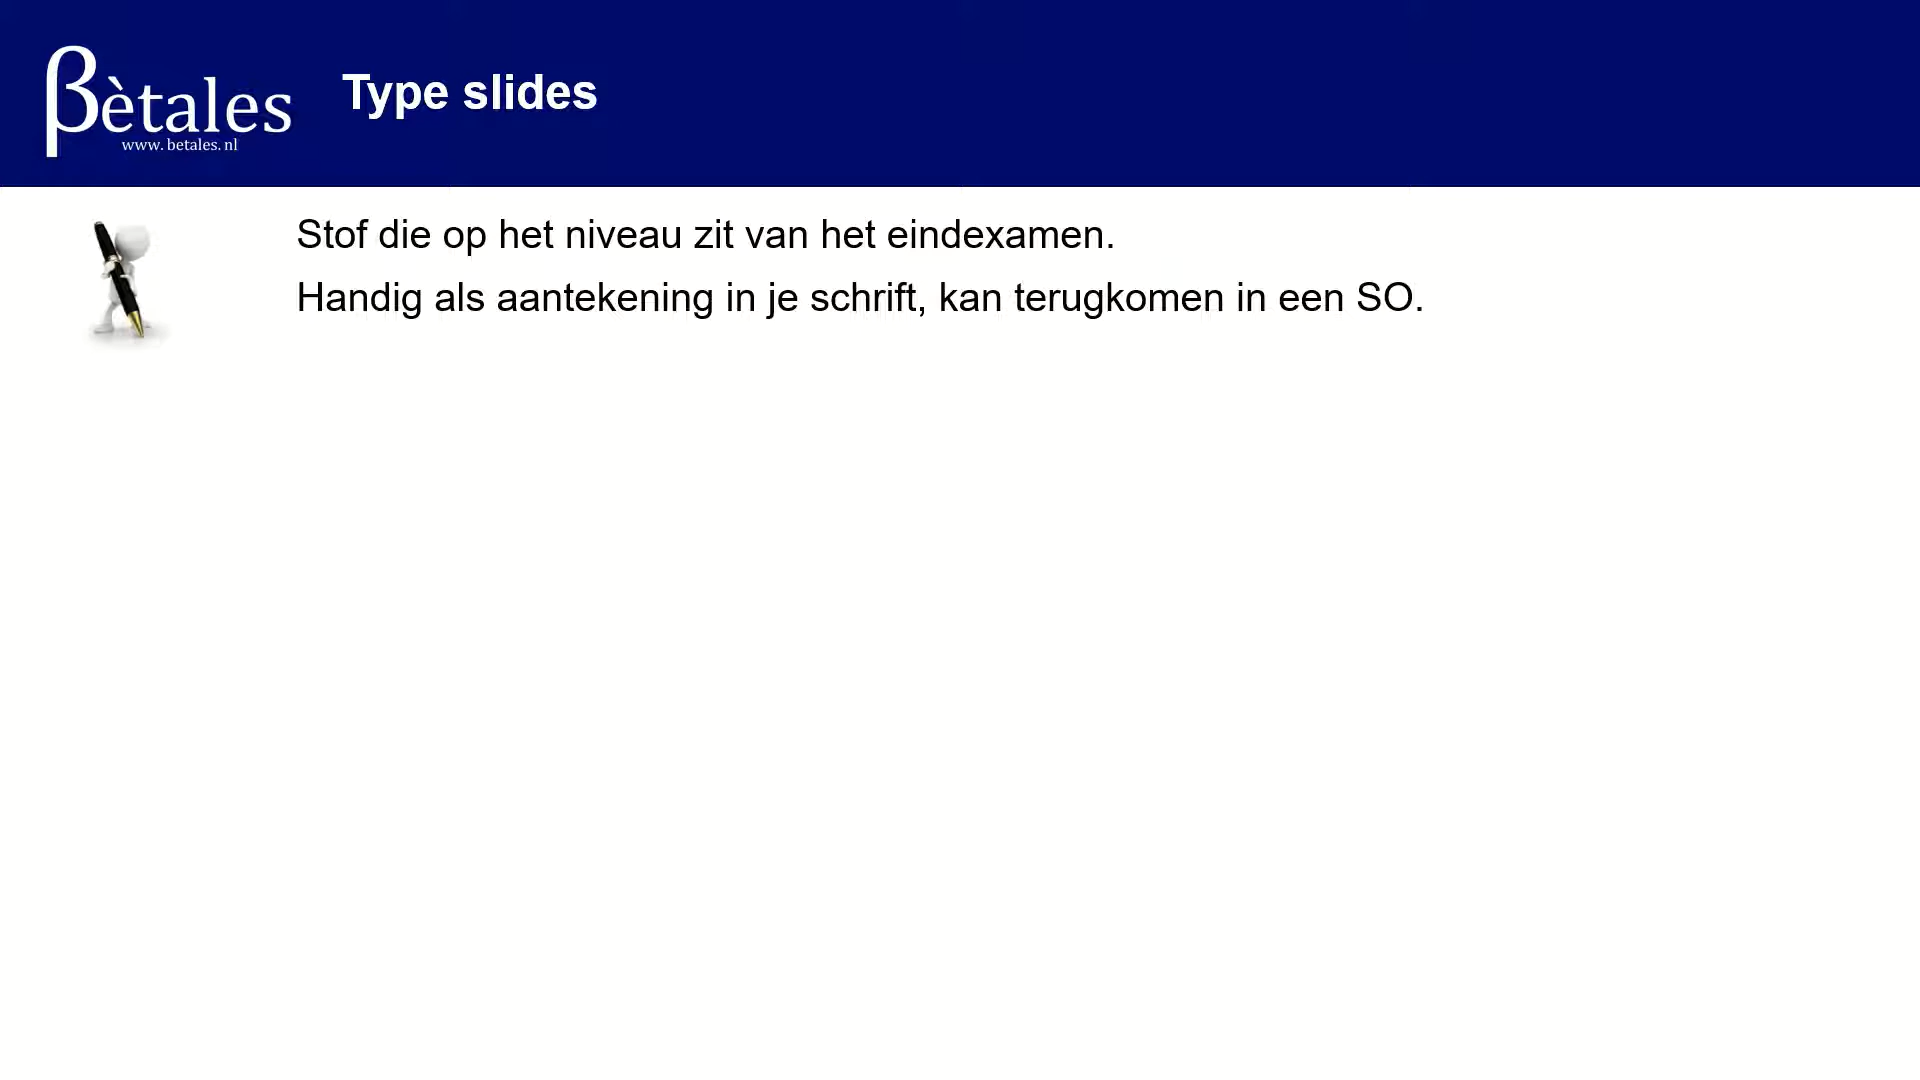 βètales
www.betales.nl
Type slides
Stof die op het niveau zit van het eindexamen.
Handig als aantekening in je schrift, kan terugkomen in een SO.